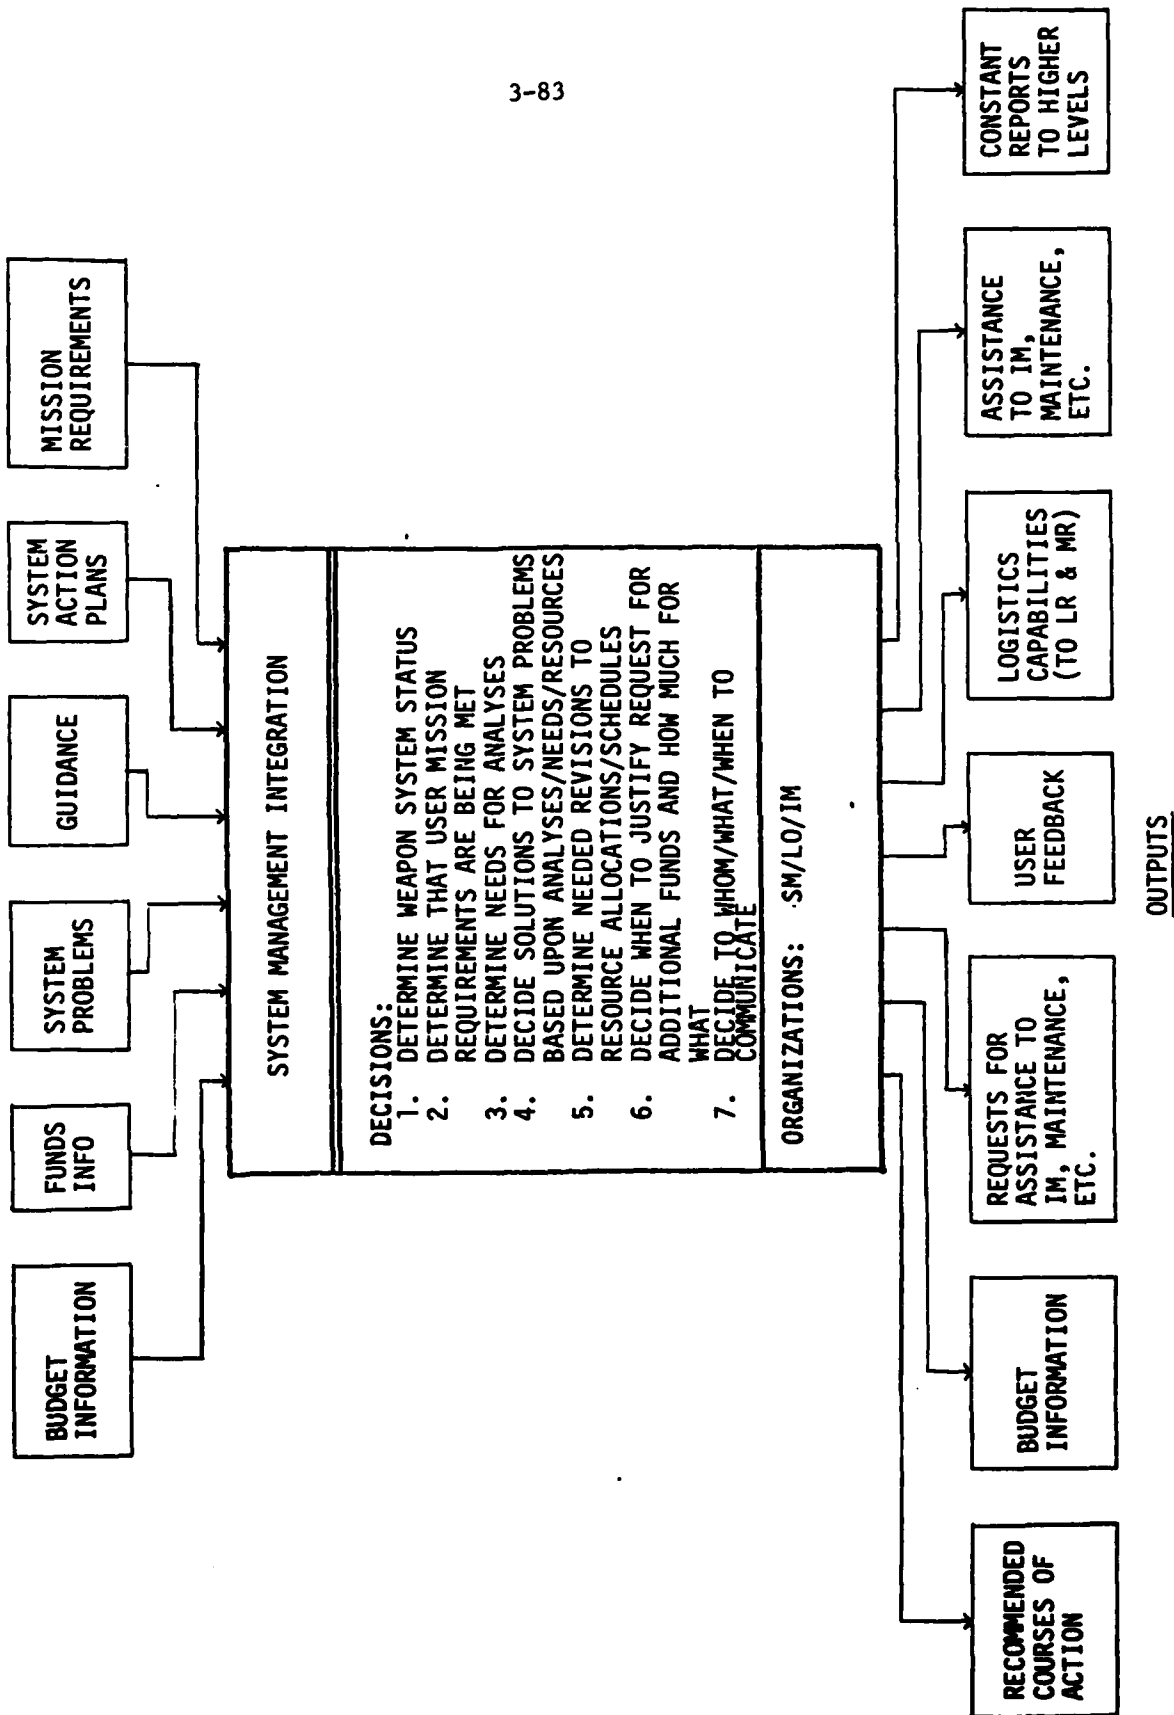 3-83
BUDGET
INFORMATION
FUNDS
INFO
SYSTEM
PROBLEMS
GUIDANCE
SYSTEM
ACTION
PLANS
MISSION
REQUIREMENTS
SYSTEM MANAGEMENT INTEGRATION
DECISIONS:
1. DETERMINE WEAPON SYSTEM STATUS
2. DETERMINE THAT USER MISSION
REQUIREMENTS ARE BEING MET
3. DETERMINE NEEDS FOR ANALYSES
4. DECIDE SOLUTIONS TO SYSTEM PROBLEMS
BASED UPON ANALYSES/NEEDS/RESOURCES
5. DETERMINE NEEDED REVISIONS TO
RESOURCE ALLOCATIONS/SCHEDULES
6. DECIDE WHEN TO JUSTIFY REQUEST FOR
ADDITIONAL FUNDS AND HOW MUCH FOR
WHAT
7. DECIDE TO WHOM/WHAT/WHEN TO
COMMUNICATE
ORGANIZATIONS: SM/LO/IM
RECOMMENDED
COURSES OF
ACTION
BUDGET
INFORMATION
REQUESTS FOR
ASSISTANCE TO
IM, MAINTENANCE,
ETC.
USER
FEEDBACK
LOGISTICS
CAPABILITIES
(TO LR & MR)
ASSISTANCE
TO IM,
MAINTENANCE,
ETC.
CONSTANT
REPORTS
TO HIGHER
LEVELS
OUTPUTS